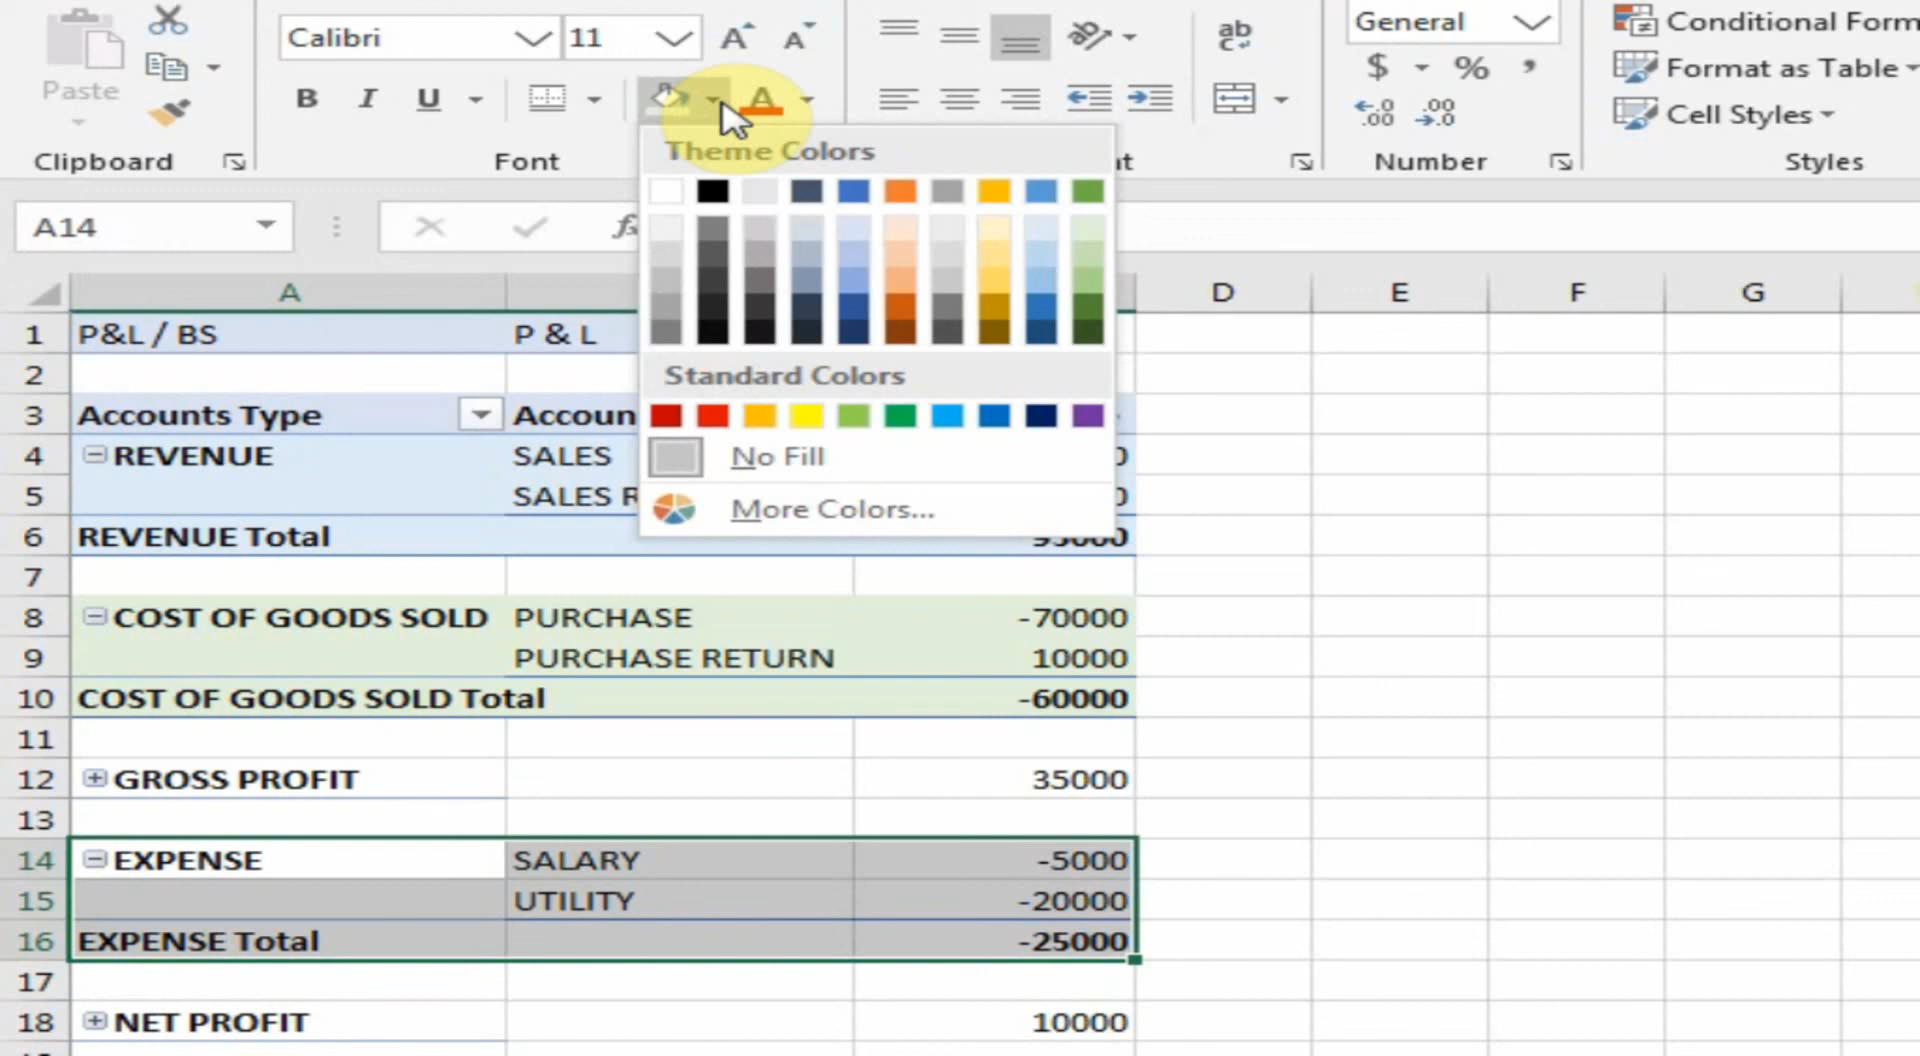 Calibri 11 A A ab General Conditional Form
Paste B I U A $ % , Format as Table
.00 .00 Cell Styles
Clipboard Font Number Styles
Theme Colors
A14 fx
A D E F G
1 P&L / BS P & L
2
Standard Colors
3 Accounts Type Accoun
4 REVENUE SALES
No Fill
5 SALES R
More Colors...
6 REVENUE Total
7
8 COST OF GOODS SOLD PURCHASE -70000
9 PURCHASE RETURN 10000
10 COST OF GOODS SOLD Total -60000
11
12 GROSS PROFIT 35000
13
14 EXPENSE SALARY -5000
15 UTILITY -20000
16 EXPENSE Total -25000
17
18 NET PROFIT 10000